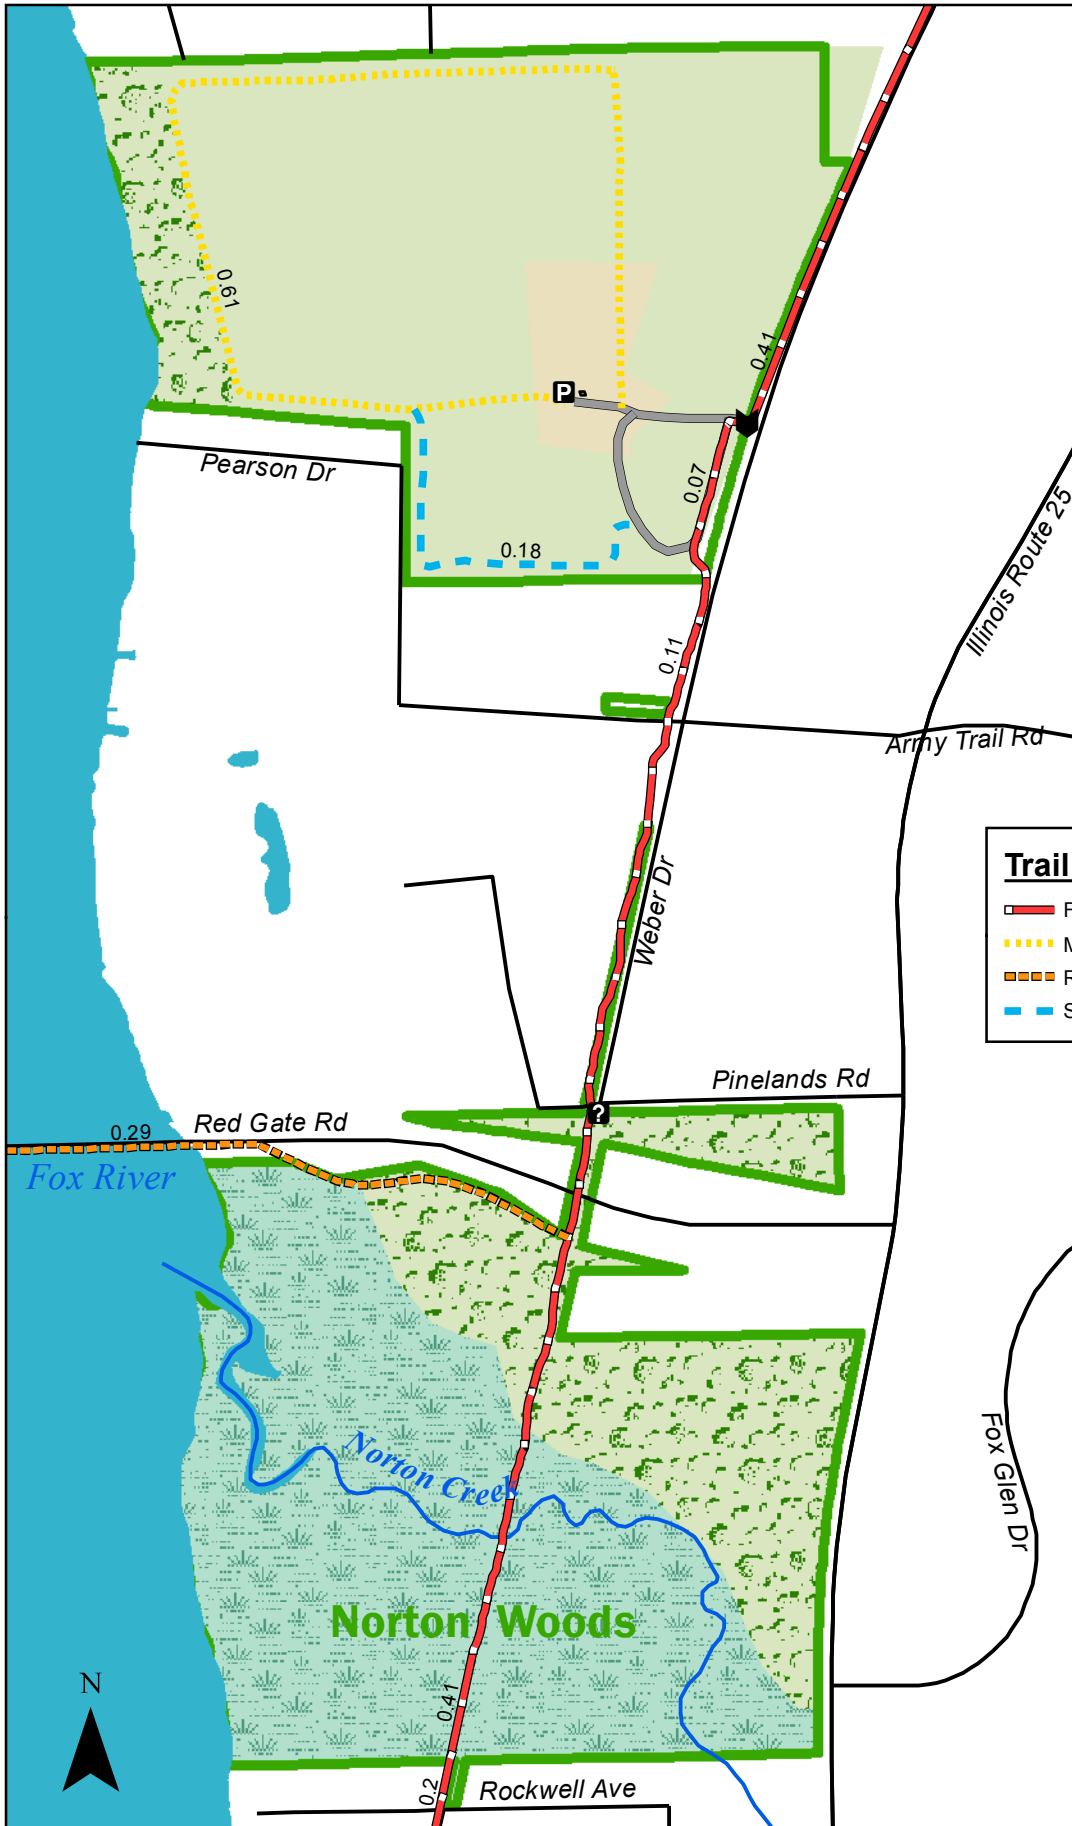 0.61
0.41
P
Pearson Dr
0.07
0.18
Illinois Route 25
0.11
Army Trail Rd
Trail
F
M
R
S
Weber Dr
Pinelands Rd
?
Red Gate Rd
0.29
Fox River
Norton Creek
Fox Glen Dr
Norton Woods
N
0.41
0.2
Rockwell Ave